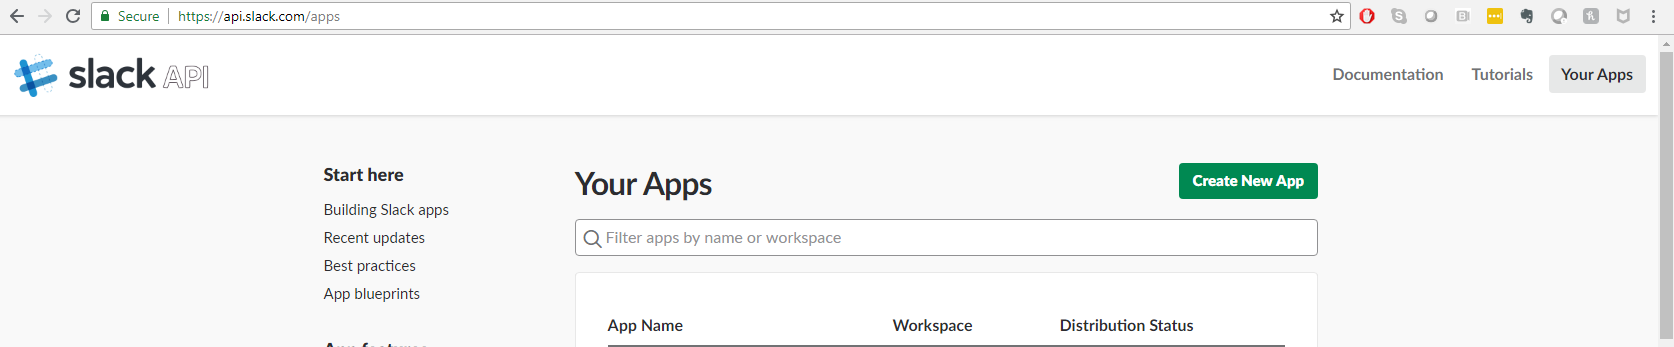 Secure https://api.slack.com/apps
slack API
Documentation Tutorials Your Apps
Start here
Building Slack apps
Recent updates
Best practices
App blueprints
Your Apps
Create New App
Filter apps by name or workspace
App Name Workspace Distribution Status